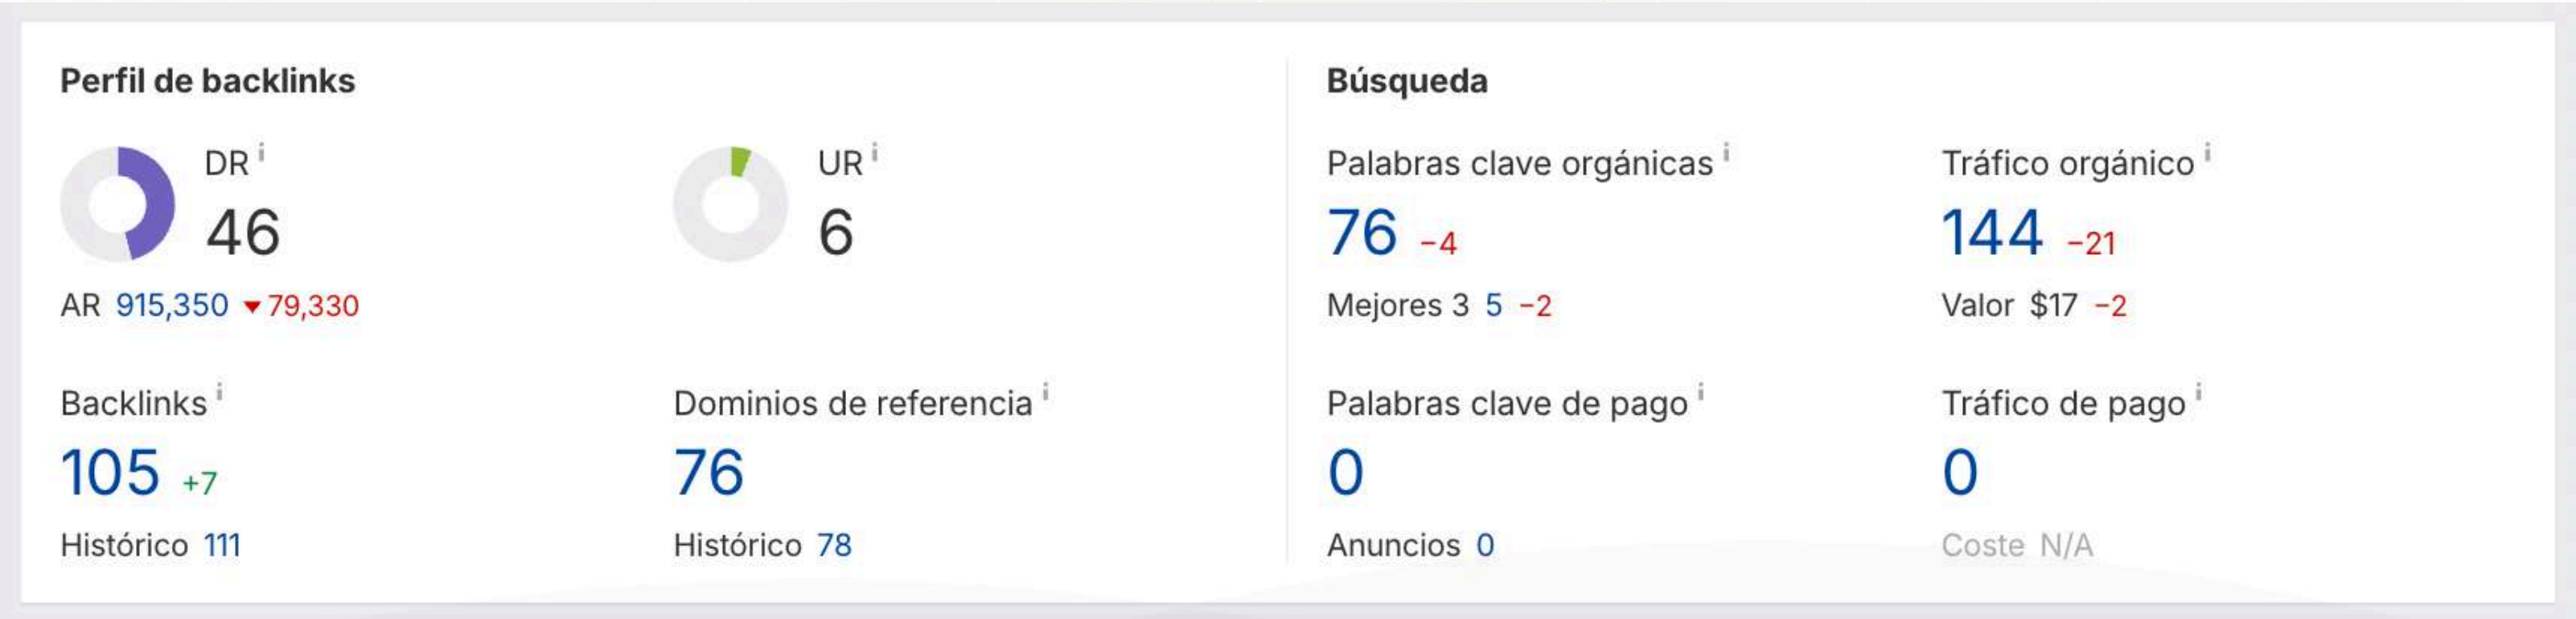 Perfil de backlinks
DR i
46
AR 915,350 ▼79,330
UR i
6
Backlinks i
105 +7
Histórico 111
Dominios de referencia i
76
Histórico 78
Búsqueda
Palabras clave orgánicas i
76 −4
Mejores 3 5 −2
Tráfico orgánico i
144 −21
Valor $17 −2
Palabras clave de pago i
0
Anuncios 0
Tráfico de pago i
0
Coste N/A